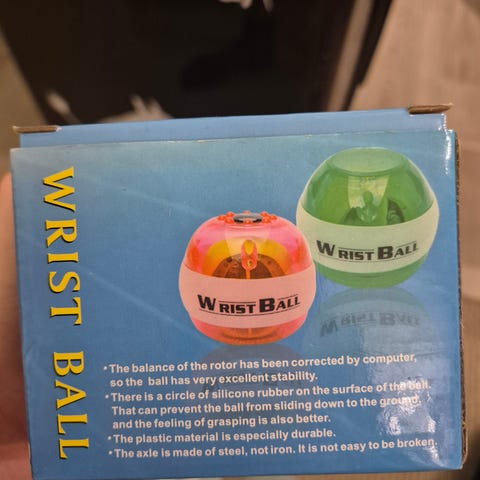 WRIST BALL
WRIST BALL
WRIST BALL
WRIST BALL
• The balance of the rotor has been corrected by computer,
so the ball has very excellent stability.
• There is a circle of silicone rubber on the surface of the ball.
That can prevent the ball from sliding down to the ground,
and the feeling of grasping is also better.
• The plastic material is especially durable.
• The axle is made of steel, not iron. It is not easy to be broken.